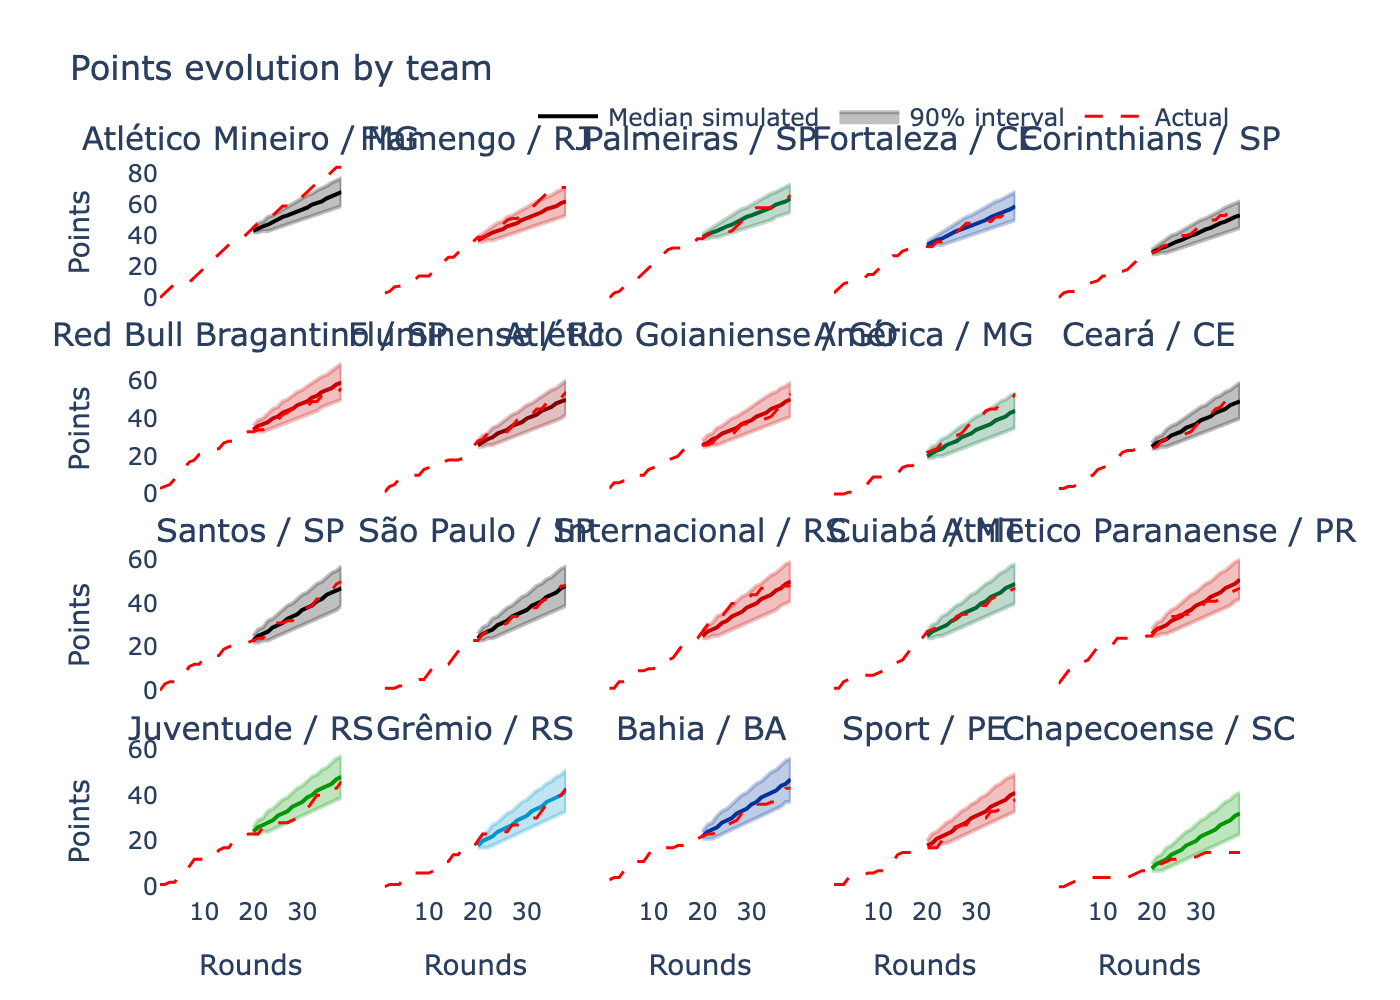 Points evolution by team
Median simulated 90% interval Actual
Atlético Mineiro / MG Flamengo / RJ Palmeiras / SP Fortaleza / CE Corinthians / SP
Points
80
60
40
20
0
Red Bull Bragantino / SP Fluminense / RJ Atlético Goianiense / GO América / MG Ceará / CE
Points
60
40
20
0
Santos / SP São Paulo / SP Internacional / RS Cuiabá / MT Athletico Paranaense / PR
Points
60
40
20
0
Juventude / RS Grêmio / RS Bahia / BA Sport / PE Chapecoense / SC
Points
60
40
20
0
10 20 30 10 20 30 10 20 30 10 20 30 10 20 30
Rounds Rounds Rounds Rounds Rounds